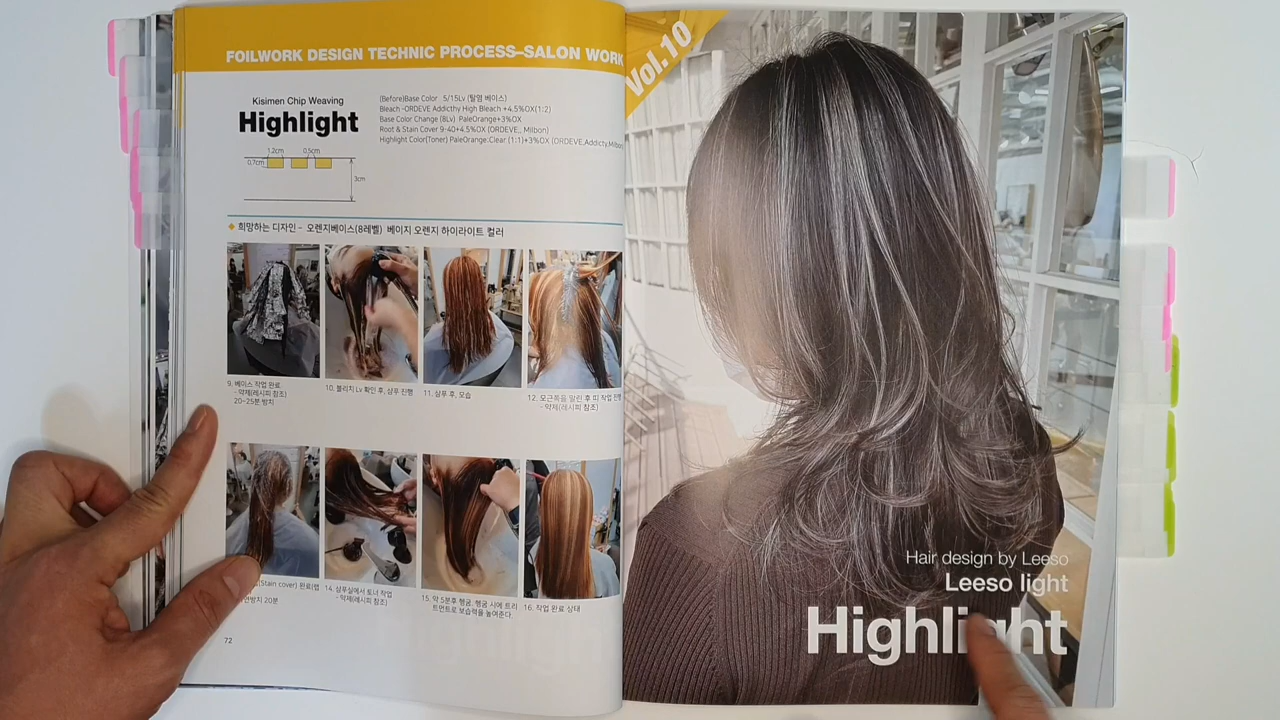 FOILWORK DESIGN TECHNIC PROCESS-SALON WORK
Kisimen Chip Weaving
Highlight
(Before)Base Color 5/15Lv (탈염 베이스)
Bleach -ORDEVE Addicthy High Bleach +4.5%OX(1:2)
Base Color Change (8Lv) PaleOrange+3%OX
Root & Stain Cover 9-40+4.5%OX (ORDEVE,, Milbon)
Highlight Color(Toner) PaleOrange:Clear (1:1)+3%OX (ORDEVE,Addicty,Milbon
1.2cm 0.5cm
0.7cm
3cm
◆ 희망하는 디자인 - 오렌지베이스(8레벨) 베이지 오렌지 하이라이트 컬러
9. 베이스 작업 완료
- 약제(레시피 참조)
20~25분 방치
10. 블리치 Lv 확인 후, 샴푸 진행
11. 샴푸 후, 모습
12. 모근쪽을 말린 후 띠 작업 진행
- 약제(레시피 참조)
(Stain cover) 완료(랩
연방치 20분
14. 샴푸실에서 토너 작업
- 약제(레시피 참조)
15. 약 5분후 헹굼, 헹굼 시에 트리
트먼트로 보습력을 높여준다.
16. 작업 완료 상태
72
Vol.10
Hair design by Leeso
Leeso light
Highlight